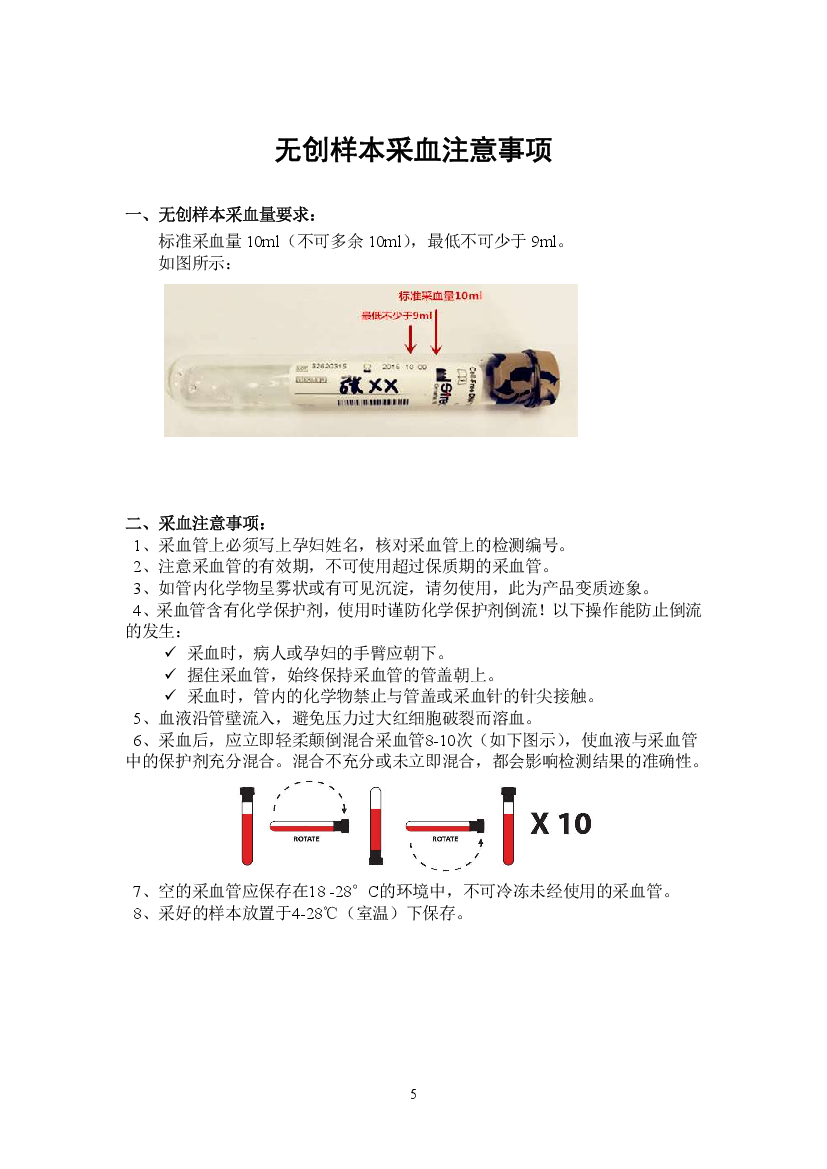 无创样本采血注意事项
一、无创样本采血量要求：
标准采血量 10ml（不可多余 10ml），最低不可少于 9ml。
如图所示：
标准采血量10ml
最低不少于9ml
LOT 52620315 2016 10 09
张 XX
Cell-Free
二、采血注意事项：
1、采血管上必须写上孕妇姓名，核对采血管上的检测编号。
2、注意采血管的有效期，不可使用超过保质期的采血管。
3、如管内化学物呈雾状或有可见沉淀，请勿使用，此为产品变质迹象。
4、采血管含有化学保护剂，使用时谨防化学保护剂倒流！以下操作能防止倒流
的发生：
✓ 采血时，病人或孕妇的手臂应朝下。
✓ 握住采血管，始终保持采血管的管盖朝上。
✓ 采血时，管内的化学物禁止与管盖或采血针的针尖接触。
5、血液沿管壁流入，避免压力过大红细胞破裂而溶血。
6、采血后，应立即轻柔颠倒混合采血管8-10次（如下图示），使血液与采血管
中的保护剂充分混合。混合不充分或未立即混合，都会影响检测结果的准确性。
ROTATE ROTATE X 10
7、空的采血管应保存在18 -28°C的环境中，不可冷冻未经使用的采血管。
8、采好的样本放置于4-28℃（室温）下保存。
5